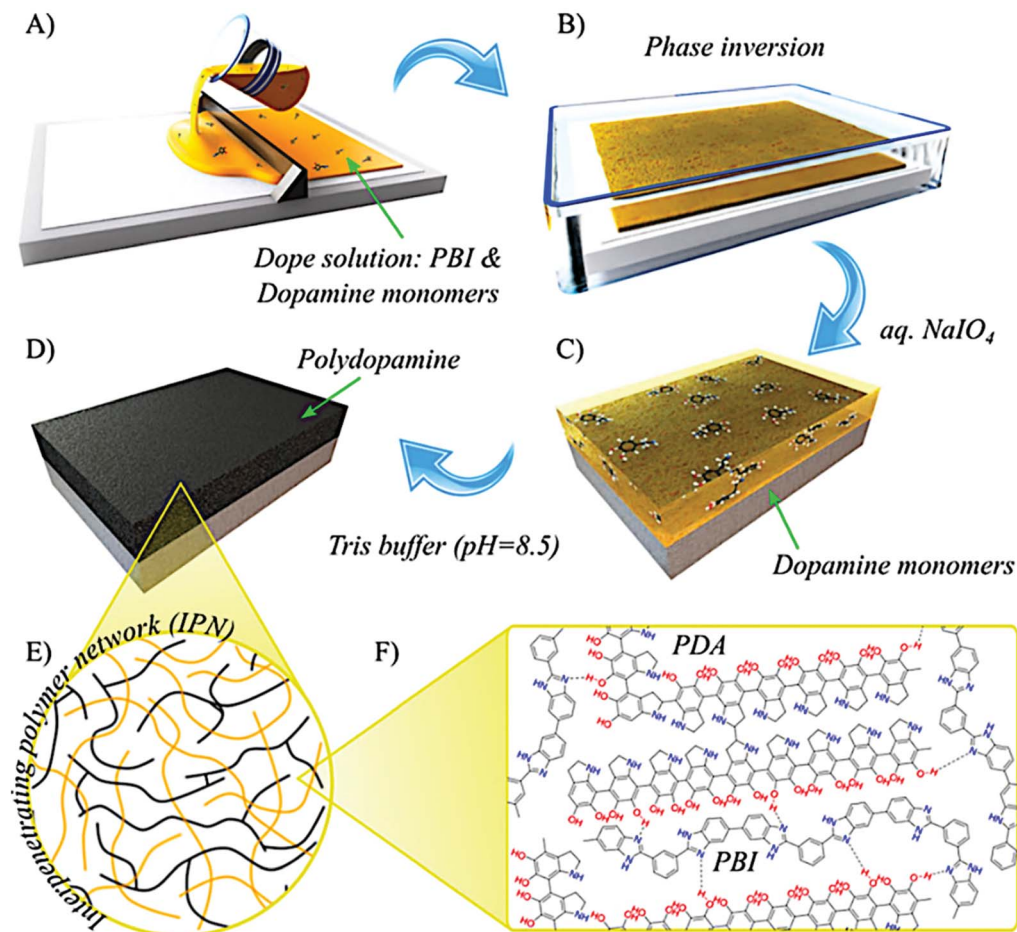 A)
B)
Phase inversion
Dope solution: PBI &
Dopamine monomers
aq. NaIO₄
D)
Polydopamine
C)
Tris buffer (pH=8.5)
Dopamine monomers
E)
Interpenetrating polymer network (IPN)
F)
PDA
PBI